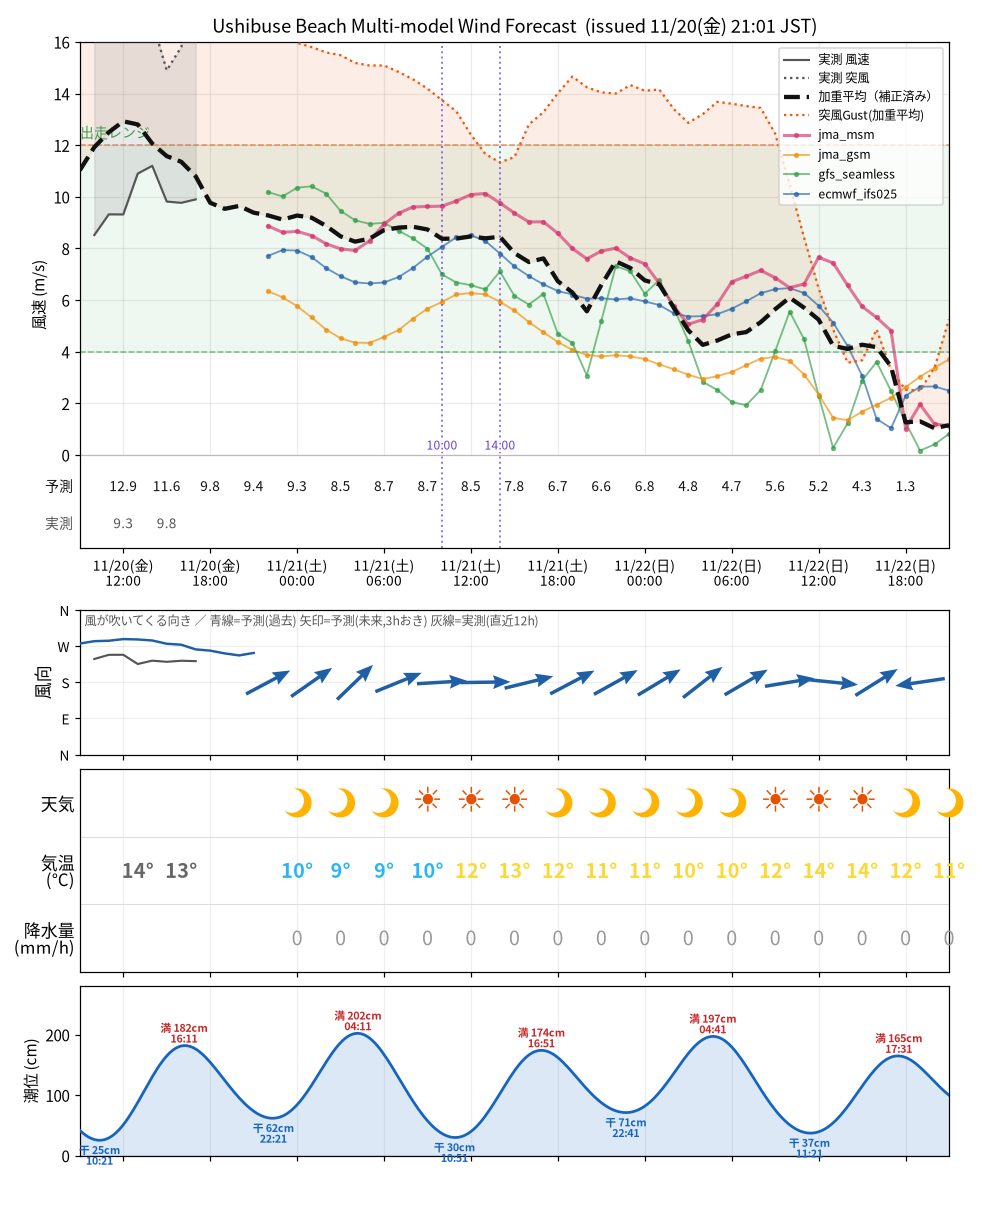 Ushibuse Beach Multi-model Wind Forecast (issued 11/20(金) 21:01 JST)
16
14
12
10
8
6
4
2
0
風速 (m/s)
出走レンジ
実測 風速
実測 突風
加重平均（補正済み）
突風Gust(加重平均)
jma_msm
jma_gsm
gfs_seamless
ecmwf_ifs025
10:00 14:00
予測 12.9 11.6 9.8 9.4 9.3 8.5 8.7 8.7 8.5 7.8 6.7 6.6 6.8 4.8 4.7 5.6 5.2 4.3 1.3
実測 9.3 9.8
11/20(金) 11/20(金) 11/21(土) 11/21(土) 11/21(土) 11/21(土) 11/22(日) 11/22(日) 11/22(日) 11/22(日)
12:00 18:00 00:00 06:00 12:00 18:00 00:00 06:00 12:00 18:00
風が吹いてくる向き ／ 青線=予測(過去) 矢印=予測(未来,3hおき) 灰線=実測(直近12h)
N
W
S
E
N
風向
天気
気温
(°C)
14° 13° 10° 9° 9° 10° 12° 13° 12° 11° 11° 10° 10° 12° 14° 14° 12° 11°
降水量
(mm/h)
0 0 0 0 0 0 0 0 0 0 0 0 0 0 0 0
潮位 (cm)
200
100
0
満 182cm
16:11
満 202cm
04:11
満 174cm
16:51
満 197cm
04:41
満 165cm
17:31
干 25cm
10:21
干 62cm
22:21
干 30cm
10:51
干 71cm
22:41
干 37cm
11:21